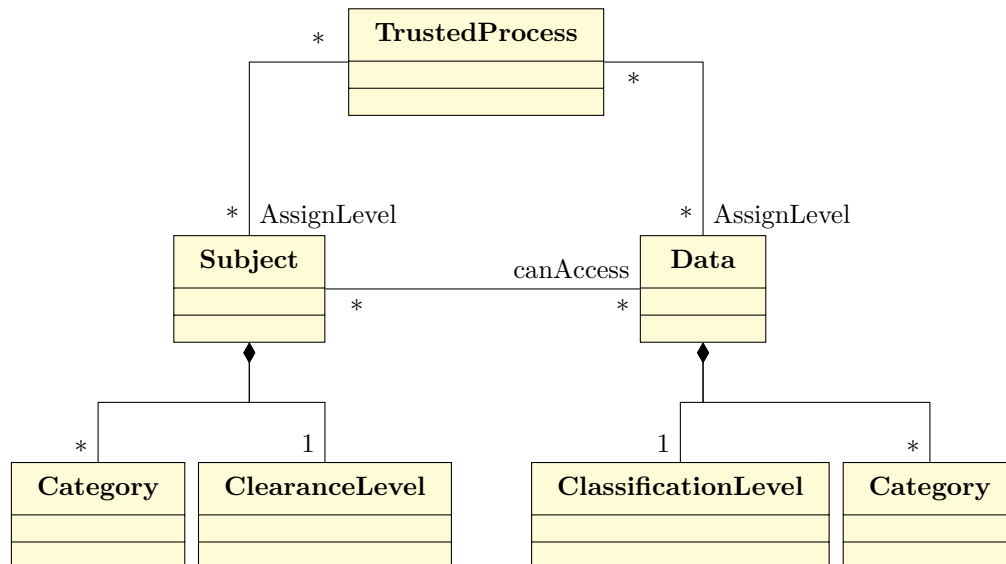 TrustedProcess
*
*
* AssignLevel
* AssignLevel
Subject
Data
canAccess
*
*
*
1
1
*
Category
ClearanceLevel
ClassificationLevel
Category